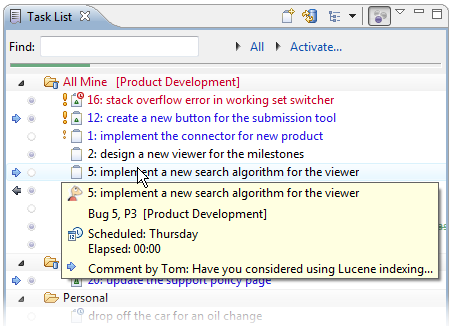 Task List
Find:
All
Activate...
All Mine [Product Development]
16: stack overflow error in working set switcher
12: create a new button for the submission tool
1: implement the connector for new product
2: design a new viewer for the milestones
5: implement a new search algorithm for the viewer
5: implement a new search algorithm for the viewer
Bug 5, P3 [Product Development]
Scheduled: Thursday
Elapsed: 00:00
Comment by Tom: Have you considered using Lucene indexing...
20: update the support policy page
Personal
drop off the car for an oil change